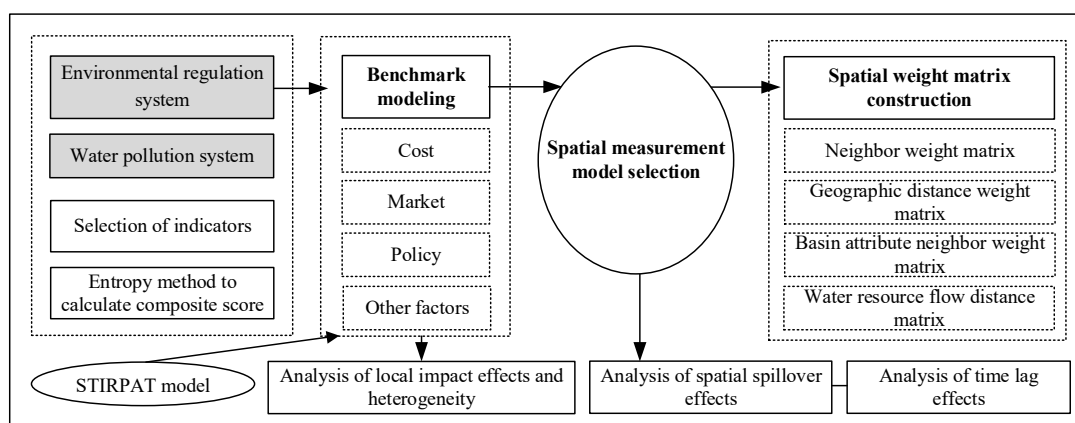 Environmental regulation
system
Water pollution system
Selection of indicators
Entropy method to
calculate composite score
STIRPAT model
Benchmark
modeling
Cost
Market
Policy
Other factors
Analysis of local impact effects and
heterogeneity
Spatial measurement
model selection
Analysis of spatial spillover
effects
Analysis of time lag
effects
Spatial weight matrix
construction
Neighbor weight matrix
Geographic distance weight
matrix
Basin attribute neighbor weight
matrix
Water resource flow distance
matrix